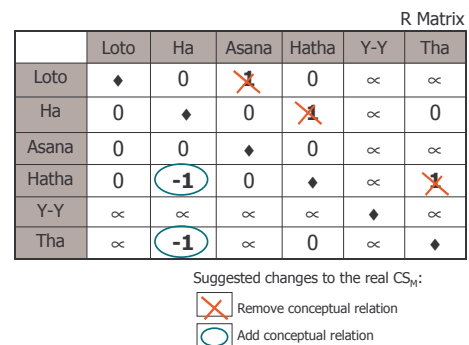 R Matrix
Loto Ha Asana Hatha Y-Y Tha
Loto ♦ 0 1 0 ∝ ∝
Ha 0 ♦ 0 1 ∝ 0
Asana 0 0 ♦ 0 ∝ ∝
Hatha 0 -1 0 ♦ ∝ 1
Y-Y ∝ ∝ ∝ ∝ ♦ ∝
Tha ∝ -1 ∝ 0 ∝ ♦
Suggested changes to the real CS_M:
Remove conceptual relation
Add conceptual relation